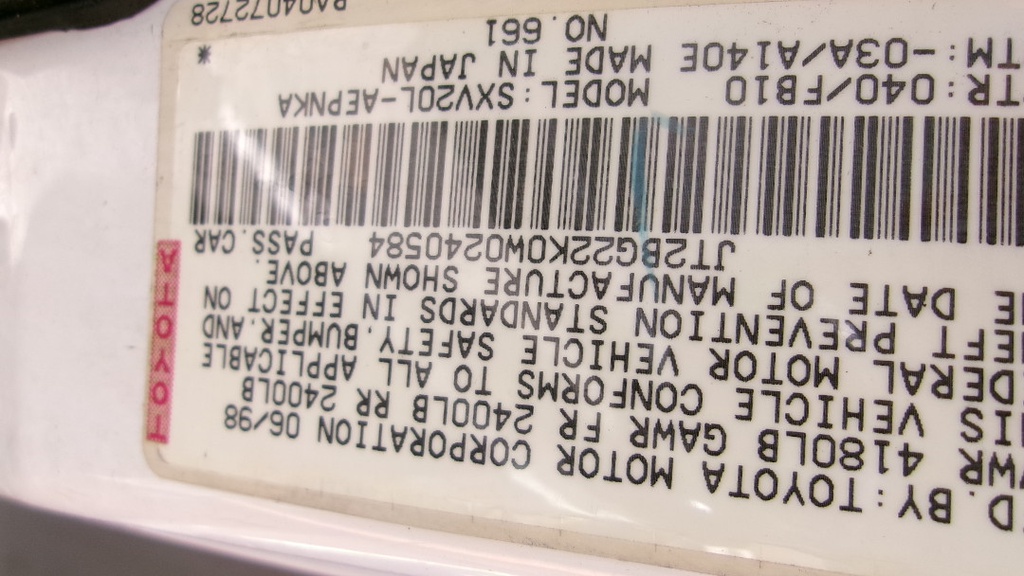 D. BY: TOYOTA MOTOR CORPORATION 06/98
WR 4180LB GAWR FR 2400LB RR 2400LB
IS VEHICLE CONFORMS TO ALL APPLICABLE
DERAL MOTOR VEHICLE SAFETY, BUMPER, AND
EFT PREVENTION STANDARDS IN EFFECT ON
E DATE OF MANUFACTURE SHOWN ABOVE.
JT2BG22K0W0240584 PASS. CAR
TR: 040/FB10 MODEL: SXV20L-AEPNKA
TM: -03A/A140E MADE IN JAPAN
NO. 661 *
RA0472728
TOYOTA